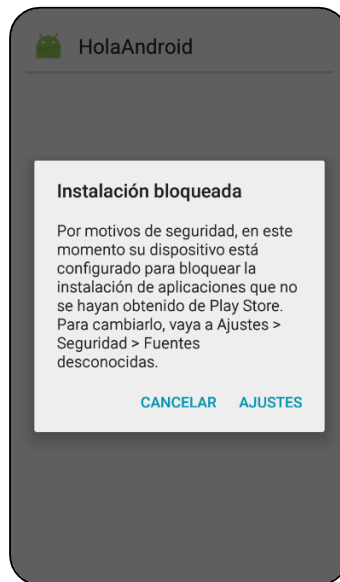 HolaAndroid
Instalación bloqueada
Por motivos de seguridad, en este
momento su dispositivo está
configurado para bloquear la
instalación de aplicaciones que no
se hayan obtenido de Play Store.
Para cambiarlo, vaya a Ajustes >
Seguridad > Fuentes
desconocidas.
CANCELAR AJUSTES